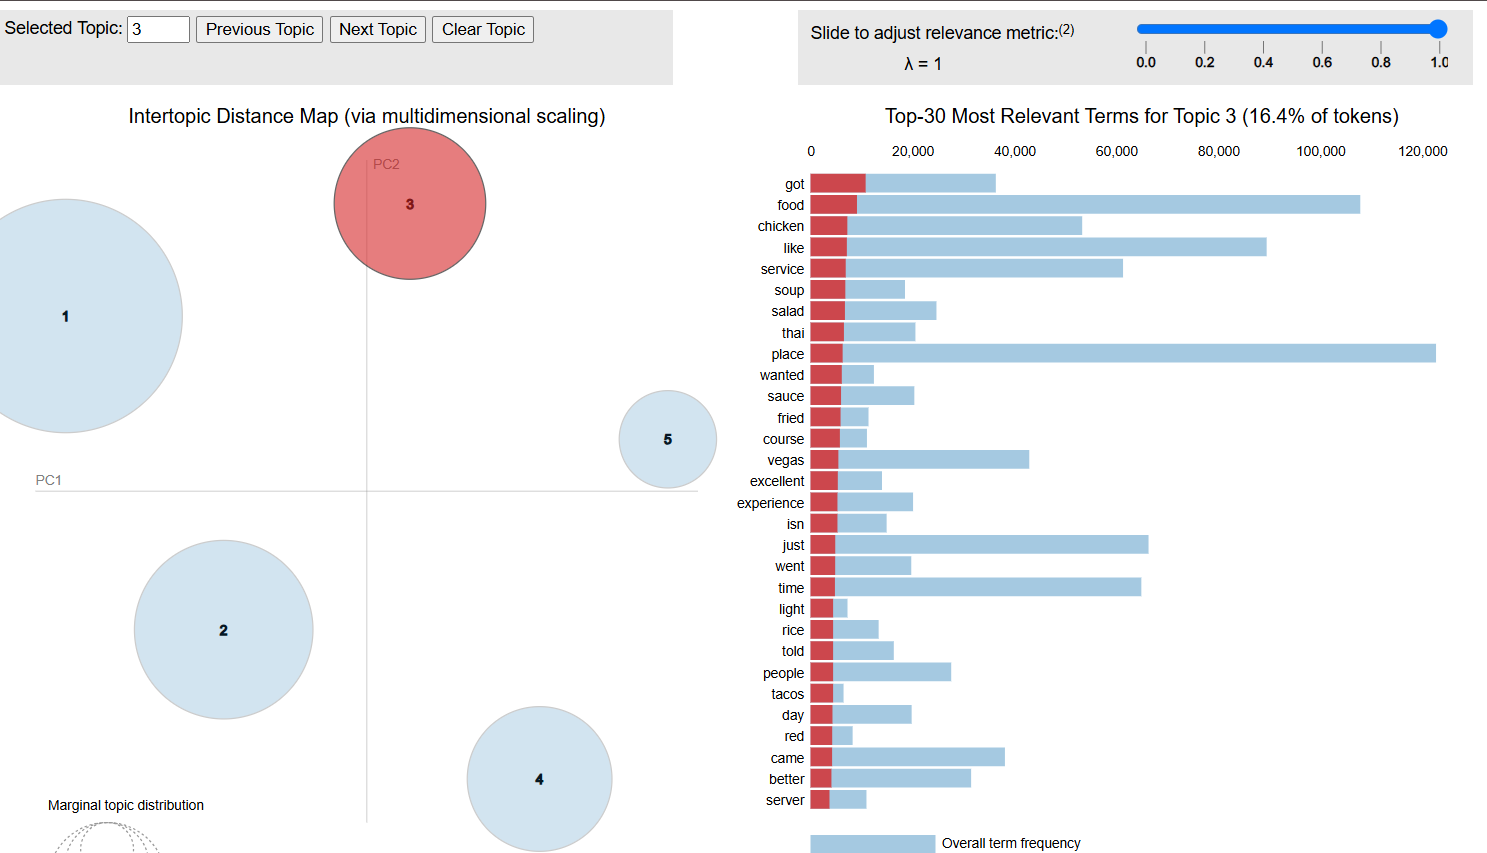 Selected Topic: 3 Previous Topic Next Topic Clear Topic
Slide to adjust relevance metric:(2)
λ = 1
0.0 0.2 0.4 0.6 0.8 1.0
Intertopic Distance Map (via multidimensional scaling)
PC2
3
1
5
PC1
2
4
Marginal topic distribution
Top-30 Most Relevant Terms for Topic 3 (16.4% of tokens)
0 20,000 40,000 60,000 80,000 100,000 120,000
got
food
chicken
like
service
soup
salad
thai
place
wanted
sauce
fried
course
vegas
excellent
experience
isn
just
went
time
light
rice
told
people
tacos
day
red
came
better
server
Overall term frequency